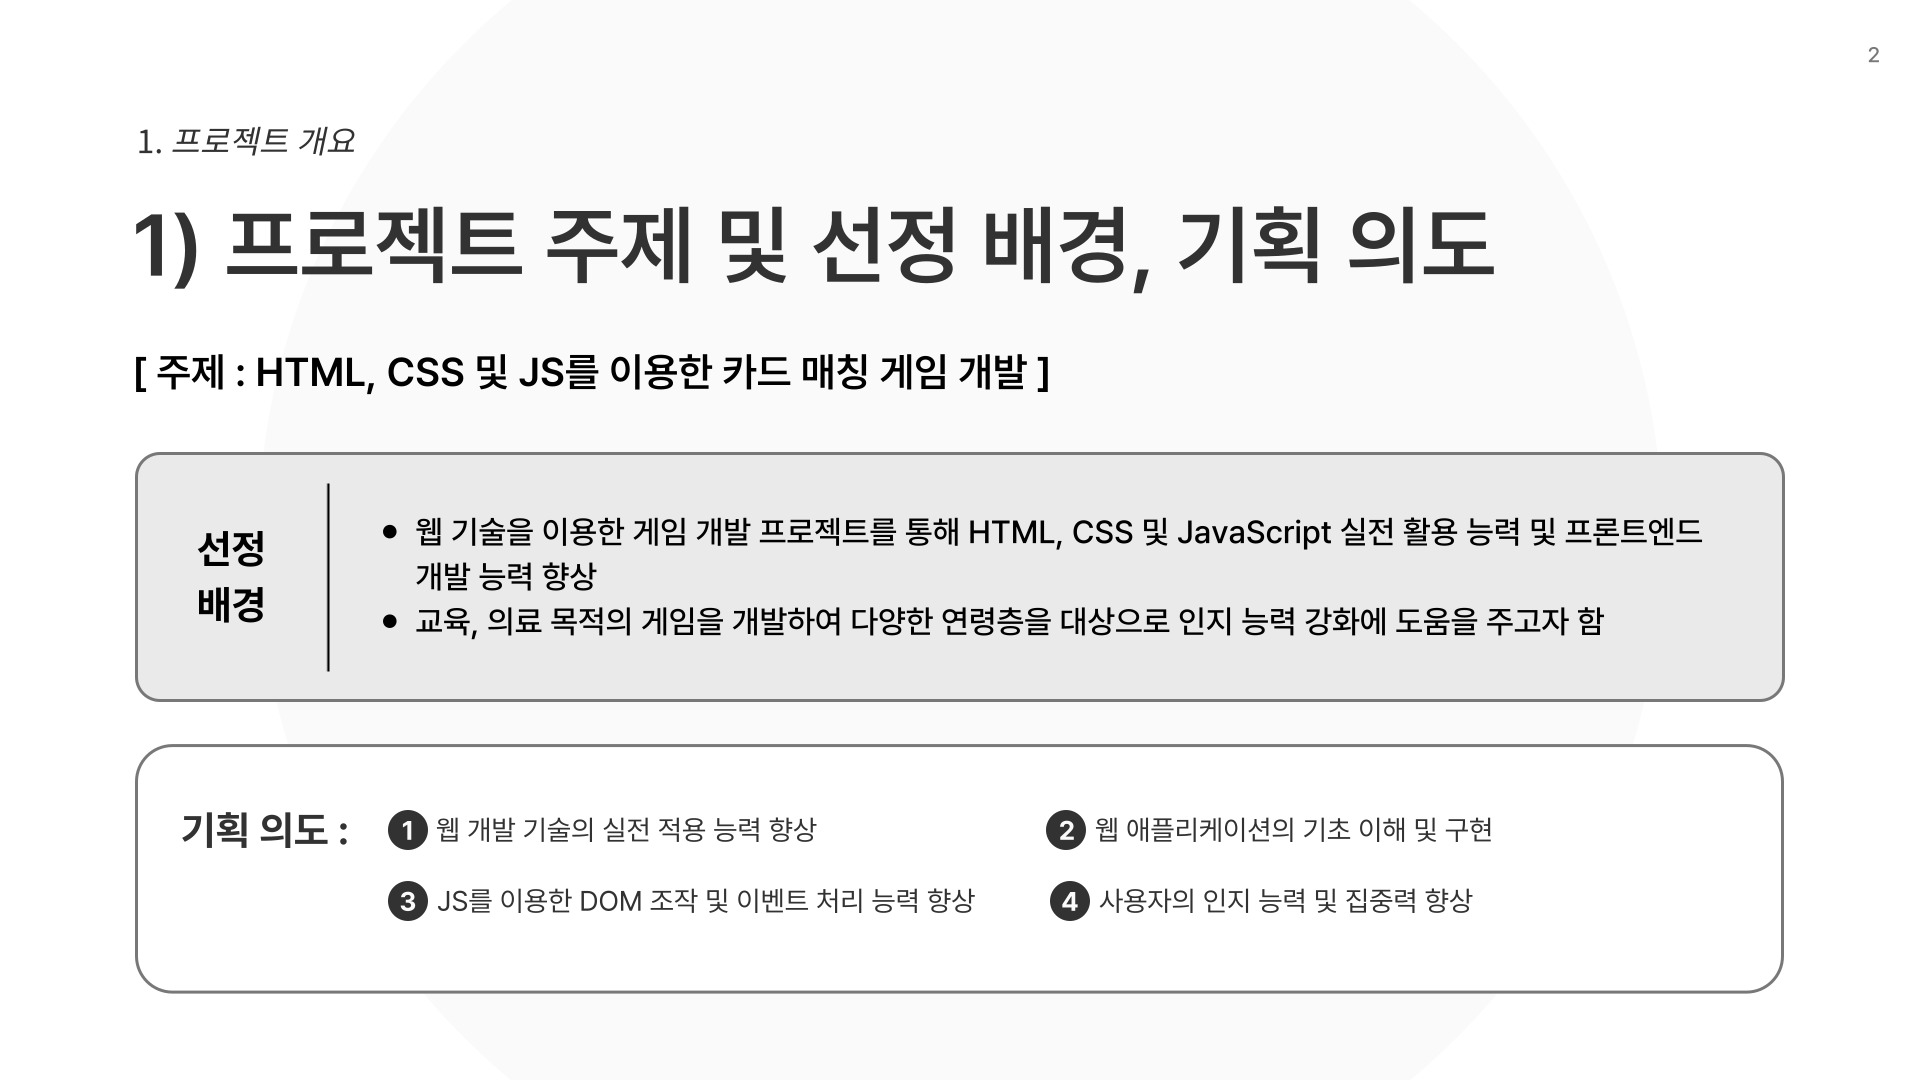 2
1. 프로젝트 개요
1) 프로젝트 주제 및 선정 배경, 기획 의도
[ 주제 : HTML, CSS 및 JS를 이용한 카드 매칭 게임 개발 ]
선정
배경
● 웹 기술을 이용한 게임 개발 프로젝트를 통해 HTML, CSS 및 JavaScript 실전 활용 능력 및 프론트엔드
개발 능력 향상
● 교육, 의료 목적의 게임을 개발하여 다양한 연령층을 대상으로 인지 능력 강화에 도움을 주고자 함
기획 의도 :
1 웹 개발 기술의 실전 적용 능력 향상
2 웹 애플리케이션의 기초 이해 및 구현
3 JS를 이용한 DOM 조작 및 이벤트 처리 능력 향상
4 사용자의 인지 능력 및 집중력 향상